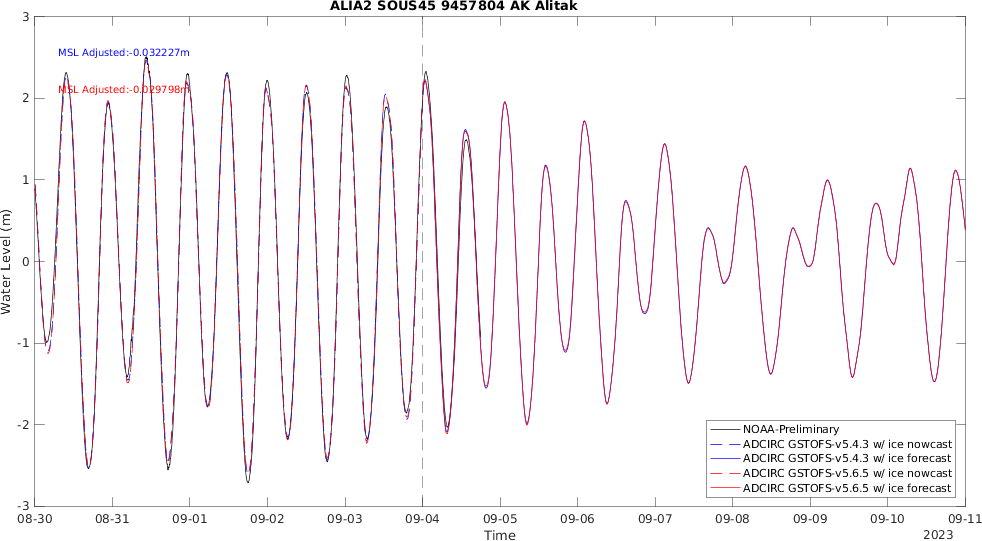 ALIA2 SOUS45 9457804 AK Alitak
3
MSL Adjusted:-0.032227m
MSL Adjusted:-0.029798m
2
1
0
-1
-2
-3
Water Level (m)
NOAA-Preliminary
ADCIRC GSTOFS-v5.4.3 w/ ice nowcast
ADCIRC GSTOFS-v5.4.3 w/ ice forecast
ADCIRC GSTOFS-v5.6.5 w/ ice nowcast
ADCIRC GSTOFS-v5.6.5 w/ ice forecast
08-30 08-31 09-01 09-02 09-03 09-04 09-05 09-06 09-07 09-08 09-09 09-10 09-11
Time
2023